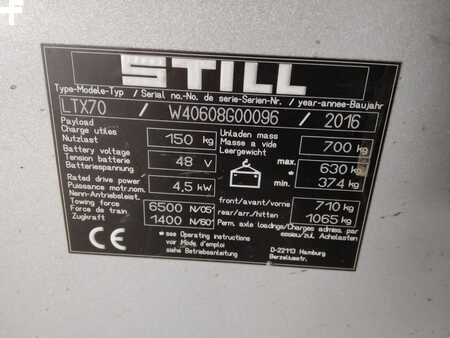 STILL
Type-Modele-Typ / Serial no.-No. de serie-Serien-Nr. / year-annee-Baujahr
LTX70 / W40608G00096 / 2016
Payload
Charge utiles
Nutzlast 150 kg
Unladen mass
Masse a vide
Leergewicht 700 kg
Battery voltage
Tension batterie 48 V
Batteriespannung
max. 630 kg
* min. 374 kg
Rated drive power
Puissance motr.nom. 4,5 kW
Nenn-Antriebsleist.
Towing force
Force de train
Zugkraft
6500 N/05'
1400 N/60'
front/avant/vorne 710 kg
rear/arr./hitten 1065 kg
Perm. axle loadings/Charges admiss. par
essieu/zul. Achslasten
CE
* see Operating instructions
voir Mode d'emploi
siehe Betriebsanleitung
D-22113 Hamburg
Berzeliusstr.